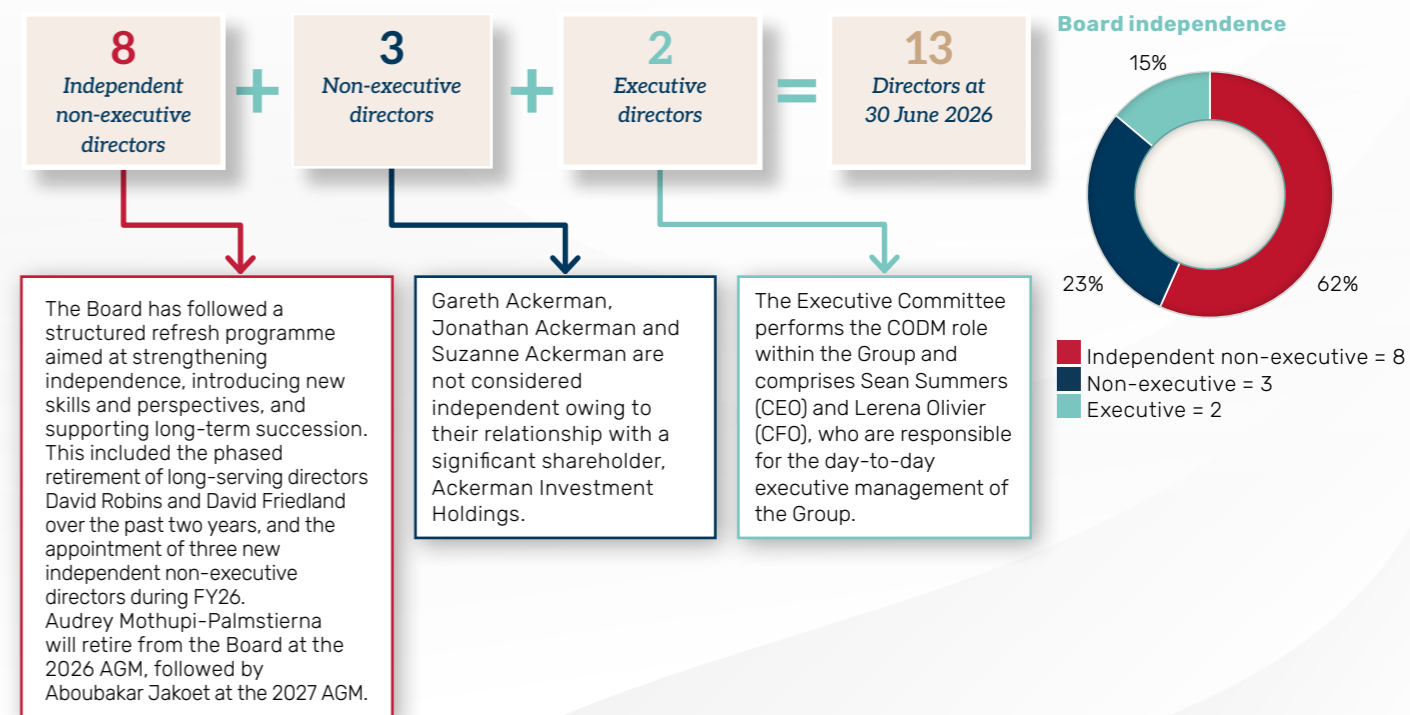 8
Independent
non-executive
directors
+
3
Non-executive
directors
+
2
Executive
directors
=
13
Directors at
30 June 2026
The Board has followed a
structured refresh programme
aimed at strengthening
independence, introducing new
skills and perspectives, and
supporting long-term succession.
This included the phased
retirement of long-serving directors
David Robins and David Friedland
over the past two years, and the
appointment of three new
independent non-executive
directors during FY26.
Audrey Mothupi-Palmstierna
will retire from the Board at the
2026 AGM, followed by
Aboubakar Jakoet at the 2027 AGM.
Gareth Ackerman,
Jonathan Ackerman and
Suzanne Ackerman are
not considered
independent owing to
their relationship with a
significant shareholder,
Ackerman Investment
Holdings.
The Executive Committee
performs the CODM role
within the Group and
comprises Sean Summers
(CEO) and Lerena Olivier
(CFO), who are responsible
for the day-to-day
executive management of
the Group.
Board independence
15%
23%
62%
Independent non-executive = 8
Non-executive = 3
Executive = 2